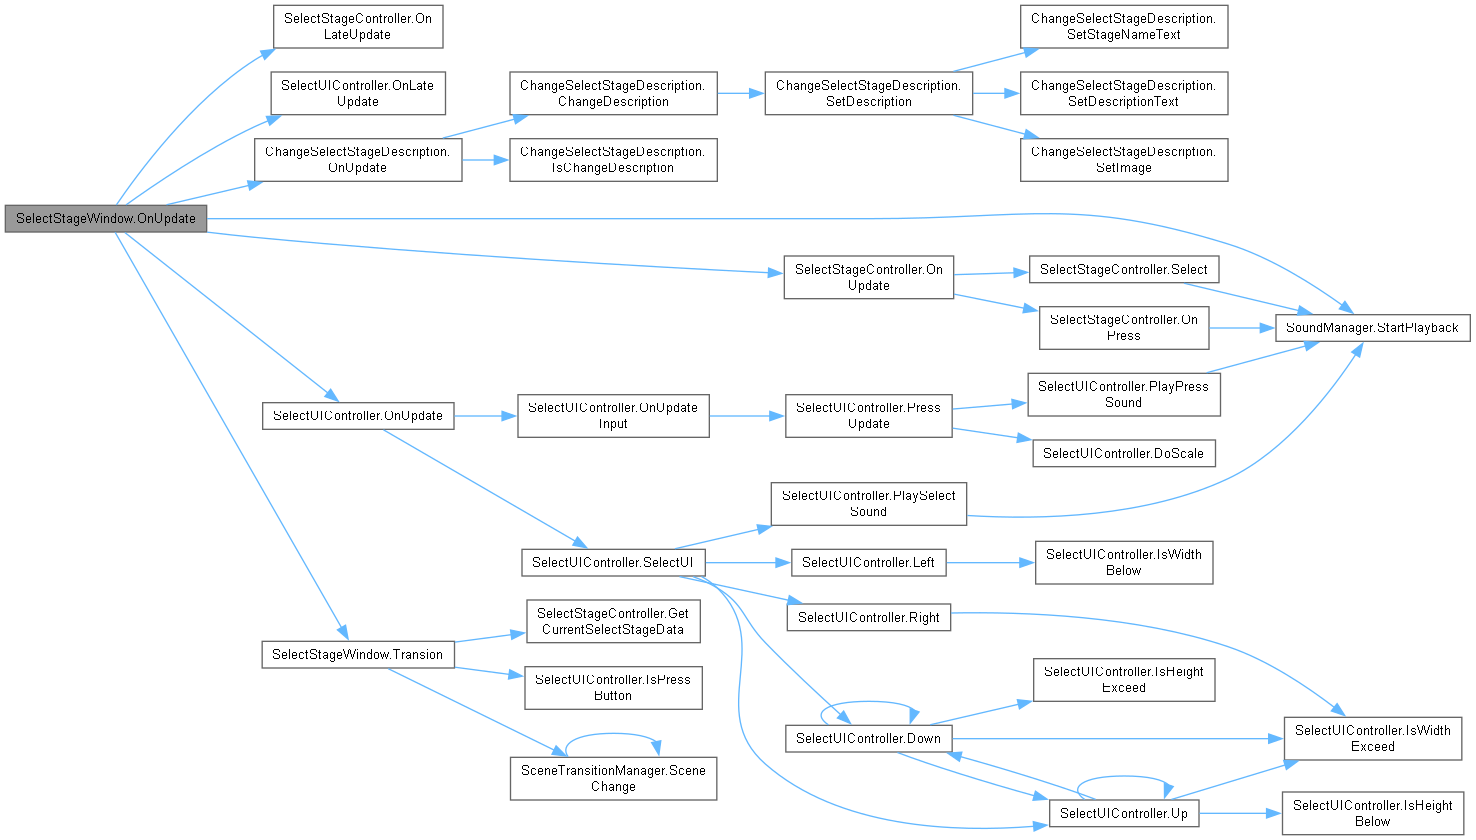 SelectStageController.On
LateUpdate
SelectUIController.OnLate
Update
ChangeSelectStageDescription.
OnUpdate
ChangeSelectStageDescription.
ChangeDescription
ChangeSelectStageDescription.
IsChangeDescription
ChangeSelectStageDescription.
SetDescription
ChangeSelectStageDescription.
SetStageNameText
ChangeSelectStageDescription.
SetDescriptionText
ChangeSelectStageDescription.
SetImage
SelectStageWindow.OnUpdate
SelectStageController.On
Update
SelectStageController.Select
SelectStageController.On
Press
SoundManager.StartPlayback
SelectUIController.OnUpdate
SelectUIController.OnUpdate
Input
SelectUIController.Press
Update
SelectUIController.PlayPress
Sound
SelectUIController.DoScale
SelectUIController.SelectUI
SelectUIController.PlaySelect
Sound
SelectUIController.Left
SelectUIController.IsWidth
Below
SelectUIController.Right
SelectStageWindow.Transion
SelectStageController.Get
CurrentSelectStageData
SelectUIController.IsPress
Button
SceneTransitionManager.Scene
Change
SelectUIController.Down
SelectUIController.IsHeight
Exceed
SelectUIController.IsWidth
Exceed
SelectUIController.Up
SelectUIController.IsHeight
Below